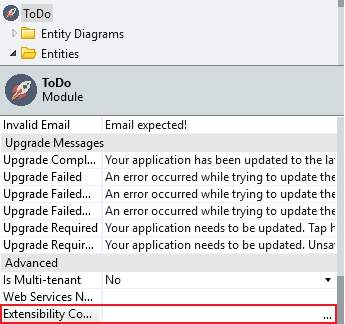 ToDo
Entity Diagrams
Entities
ToDo
Module
Invalid Email Email expected!
Upgrade Messages
Upgrade Compl... Your application has been updated to the la
Upgrade Failed An error occurred while trying to update the
Upgrade Failed... An error occurred while trying to update the
Upgrade Failed... An error occurred while trying to update the
Upgrade Required Your application needs to be updated. Tap h
Upgrade Requir... Your application needs to be updated. Unsa
Advanced
Is Multi-tenant No
Web Services N...
Extensibility Co... ...